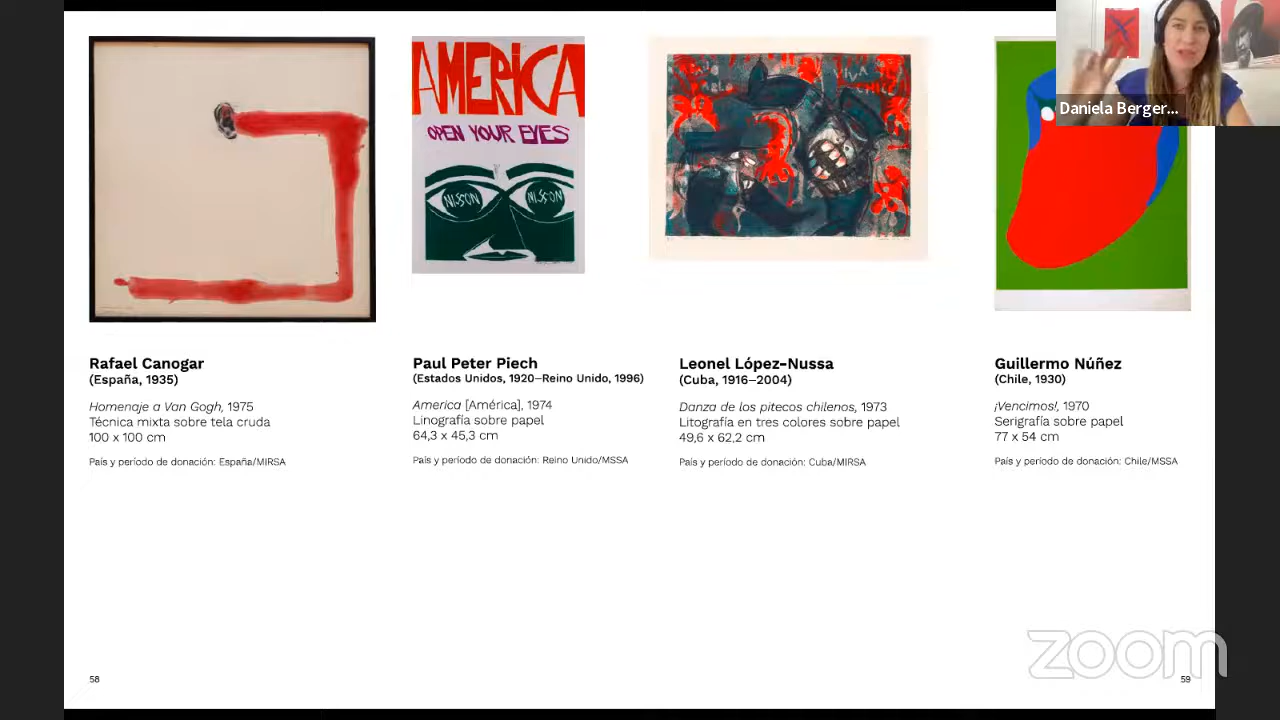 AMERICA
OPEN YOUR EYES
NISSON
NISSON
VIVA
Daniela Berger...
Rafael Canogar
(España, 1935)
Homenaje a Van Gogh, 1975
Técnica mixta sobre tela cruda
100 x 100 cm
País y período de donación: España/MIRSA
Paul Peter Piech
(Estados Unidos, 1920–Reino Unido, 1996)
America [América], 1974
Linografía sobre papel
64,3 x 45,3 cm
País y período de donación: Reino Unido/MSSA
Leonel López-Nussa
(Cuba, 1916–2004)
Danza de los pitecos chilenos, 1973
Litografía en tres colores sobre papel
49,6 x 62,2 cm
País y período de donación: Cuba/MIRSA
Guillermo Núñez
(Chile, 1930)
¡Vencimos!, 1970
Serigrafía sobre papel
77 x 54 cm
País y período de donación: Chile/MSSA
zoom
58
59